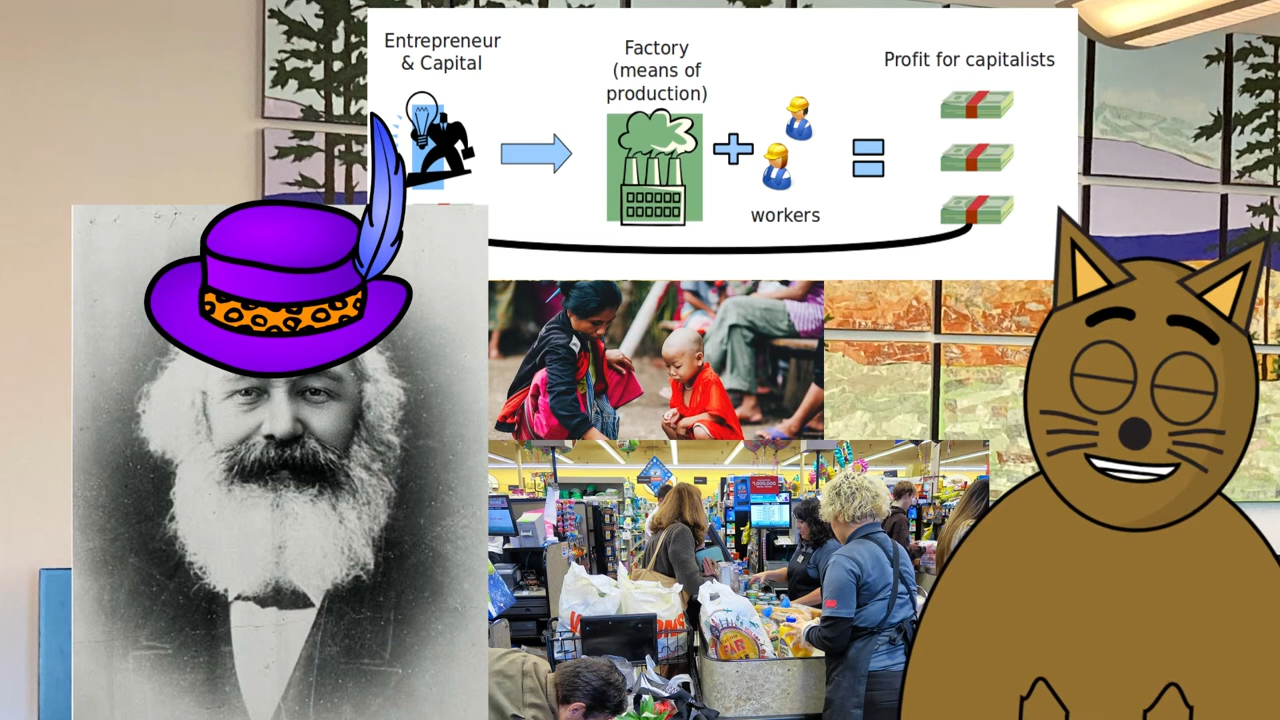 Entrepreneur
& Capital
Factory
(means of
production)
Profit for capitalists
workers